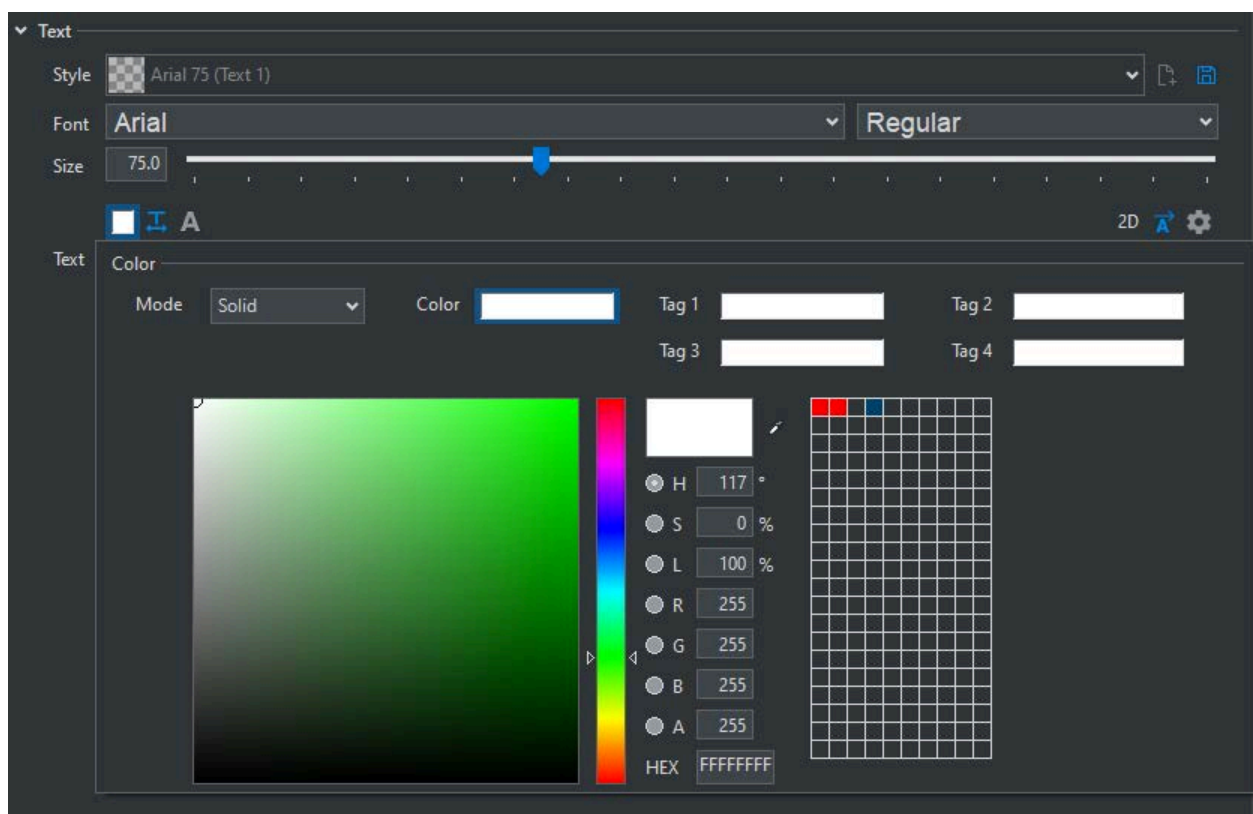 Text
Style Arial 75 (Text 1)
Font Arial Regular
Size 75.0
A 2D A
Text Color
Mode Solid Color Tag 1 Tag 2
Tag 3 Tag 4
H 117 °
S 0 %
L 100 %
R 255
G 255
B 255
A 255
HEX FFFFFFFF